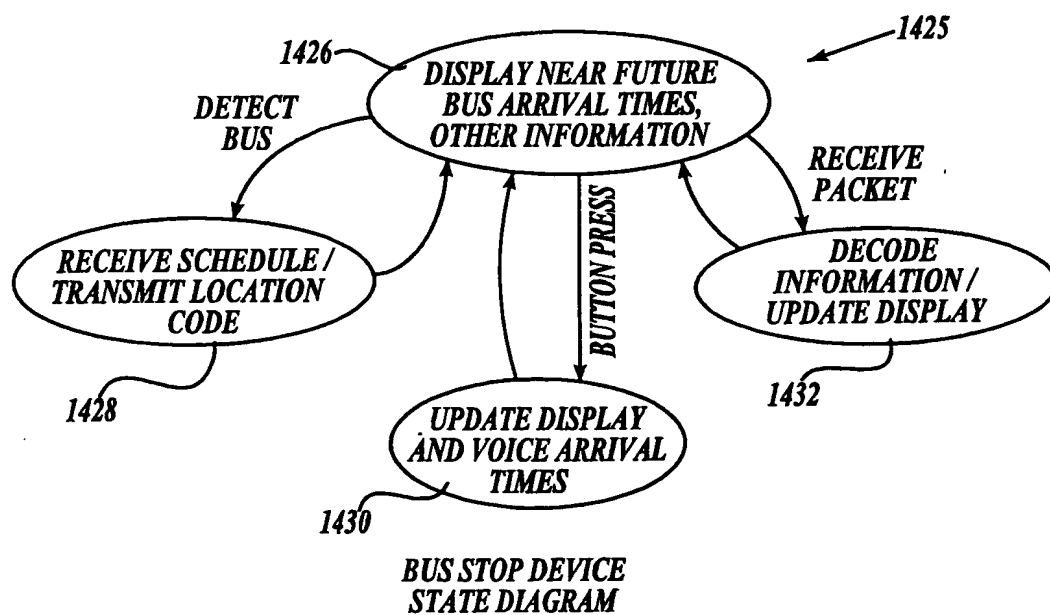 1425
1426
DISPLAY NEAR FUTURE
BUS ARRIVAL TIMES,
OTHER INFORMATION
DETECT
BUS
RECEIVE
PACKET
RECEIVE SCHEDULE /
TRANSMIT LOCATION
CODE
BUTTON PRESS
DECODE
INFORMATION /
UPDATE DISPLAY
1428
1432
UPDATE DISPLAY
AND VOICE ARRIVAL
TIMES
1430
BUS STOP DEVICE
STATE DIAGRAM